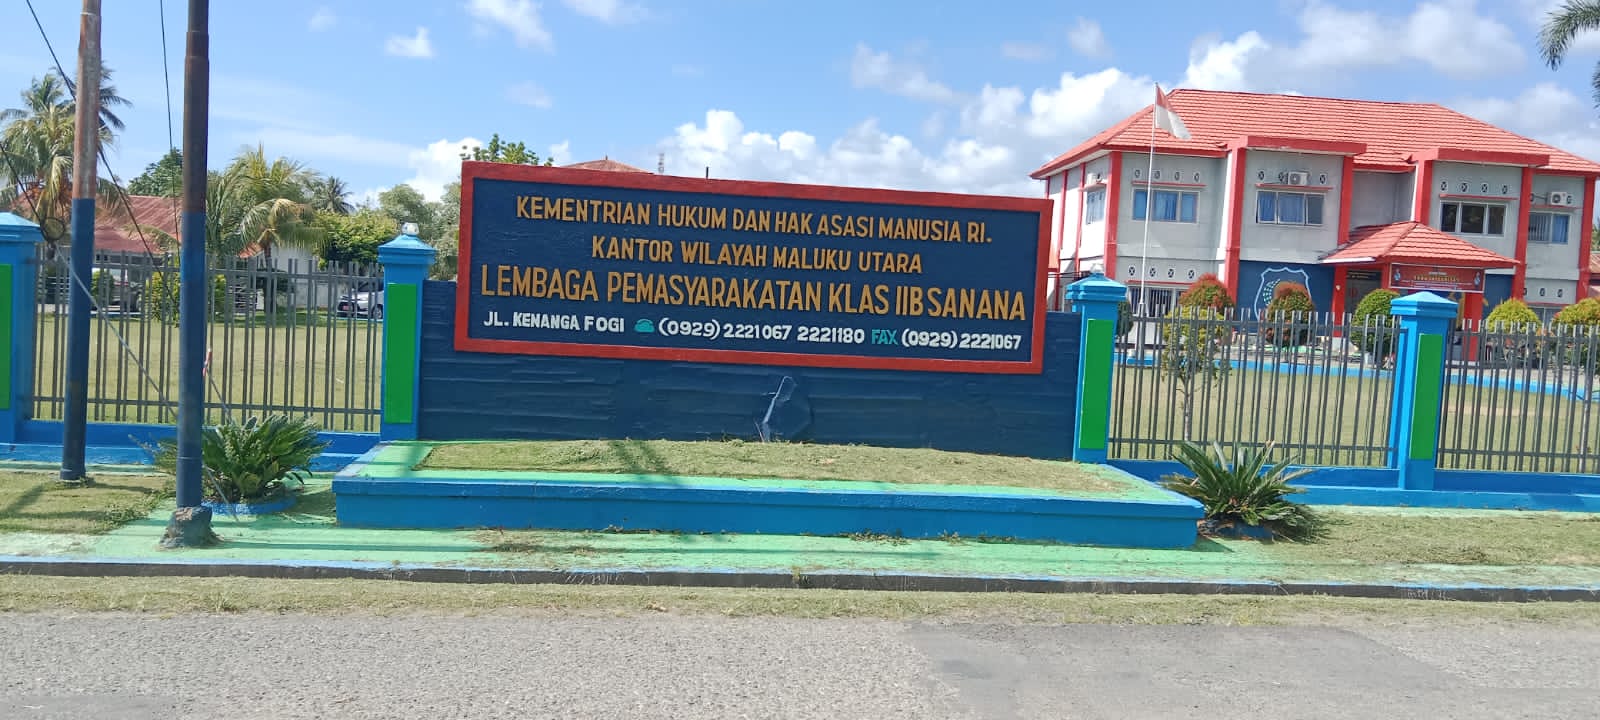 KEMENTRIAN HUKUM DAN HAK ASASI MANUSIA RI.
KANTOR WILAYAH MALUKU UTARA
LEMBAGA PEMASYARAKATAN KLAS IIB SANANA
JL. KENANGA FOGI (0929) 2221067 2221180 FAX (0929) 2221067